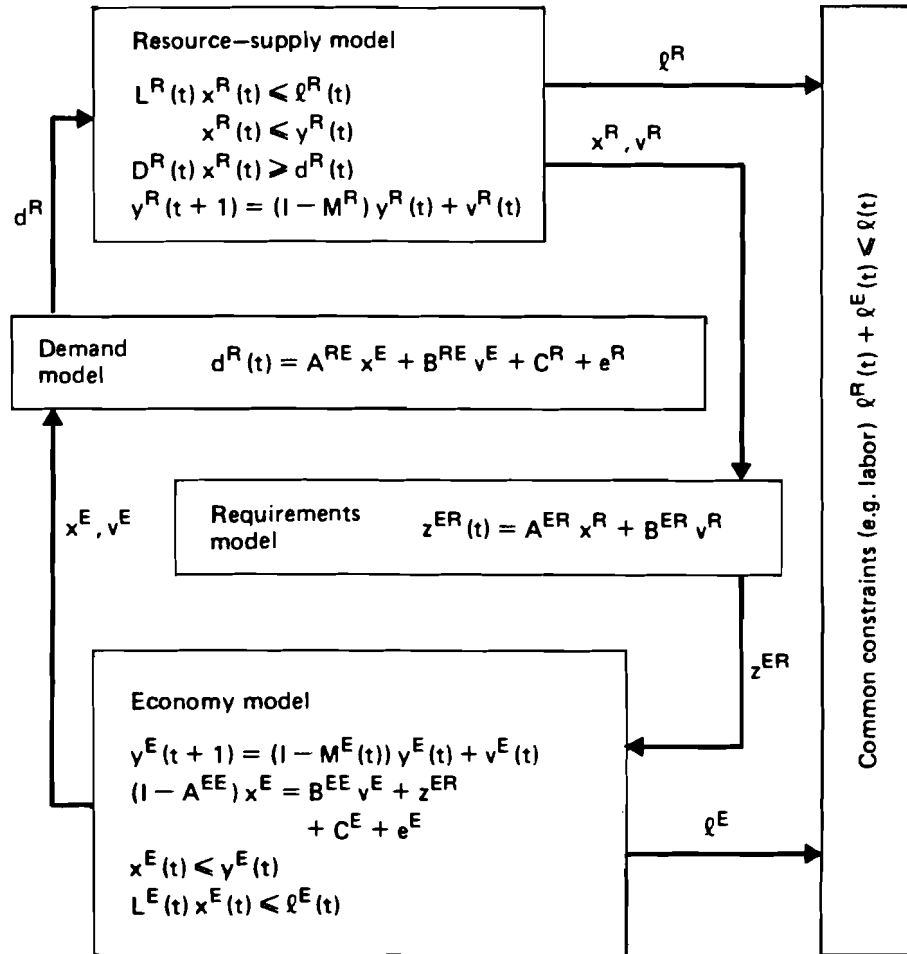 Resource–supply model
L^R(t) x^R(t) ⩽ ℓ^R(t)
x^R(t) ⩽ y^R(t)
D^R(t) x^R(t) ⩾ d^R(t)
y^R(t + 1) = (I – M^R) y^R(t) + v^R(t)
ℓ^R
x^R, v^R
d^R
Demand
model
d^R(t) = A^RE x^E + B^RE v^E + C^R + e^R
x^E, v^E
Requirements
model
z^ER(t) = A^ER x^R + B^ER v^R
z^ER
Economy model
y^E(t + 1) = (I – M^E(t)) y^E(t) + v^E(t)
(I – A^EE) x^E = B^EE v^E + z^ER
+ C^E + e^E
x^E(t) ⩽ y^E(t)
L^E(t) x^E(t) ⩽ ℓ^E(t)
ℓ^E
Common constraints (e.g. labor) ℓ^R(t) + ℓ^E(t) ⩽ ℓ(t)